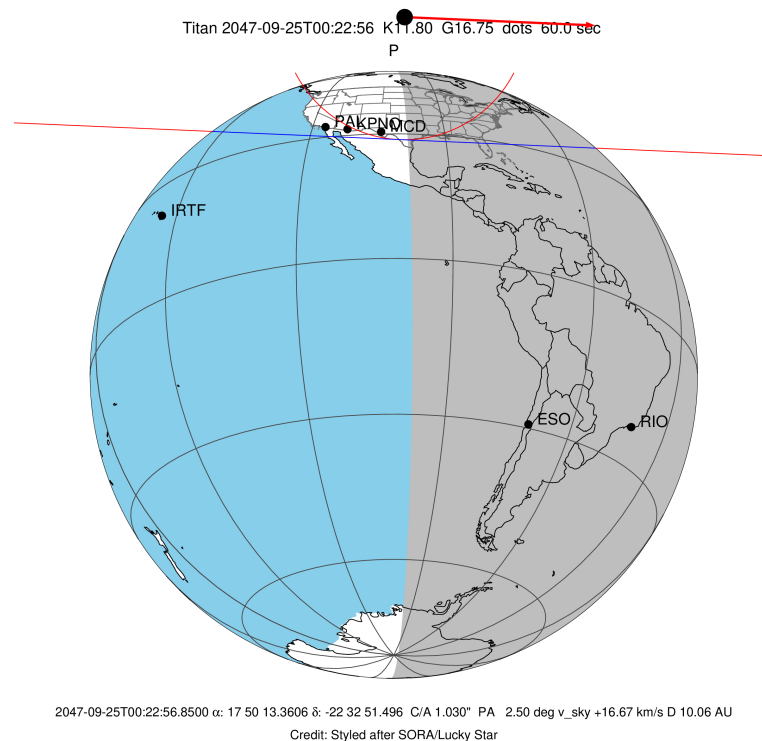 Titan 2047-09-25T00:22:56 K11.80 G16.75 dots 60.0 sec
P
PAL KPNO MCD
IRTF
ESO
RIO
2047-09-25T00:22:56.8500 α: 17 50 13.3606 δ: -22 32 51.496 C/A 1.030" PA 2.50 deg v_sky +16.67 km/s D 10.06 AU
Credit: Styled after SORA/Lucky Star